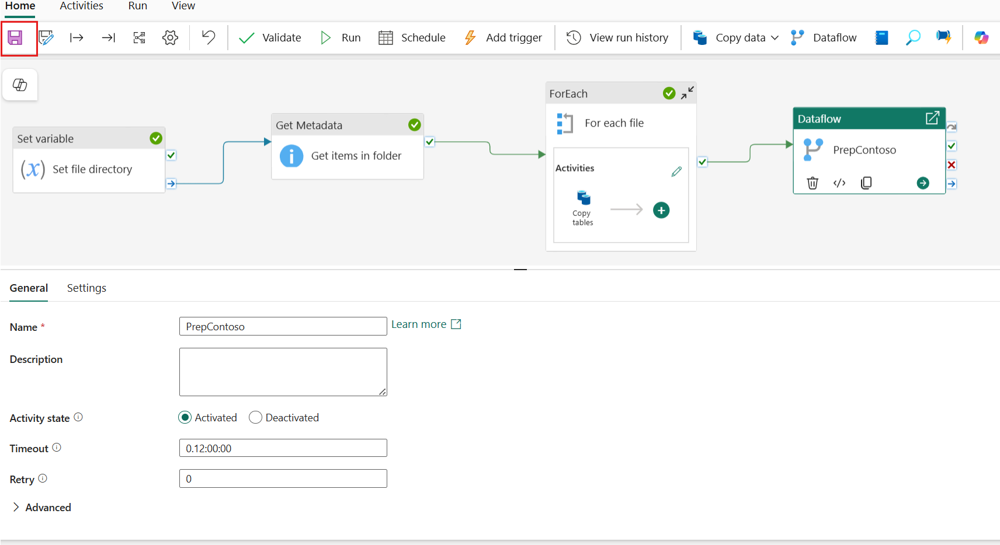 Home Activities Run View
Validate Run Schedule Add trigger View run history Copy data Dataflow
Set variable
(x) Set file directory
Get Metadata
Get items in folder
ForEach
For each file
Activities
Copy
tables
Dataflow
PrepContoso
General Settings
Name * PrepContoso Learn more
Description
Activity state Activated Deactivated
Timeout 0.12:00:00
Retry 0
Advanced